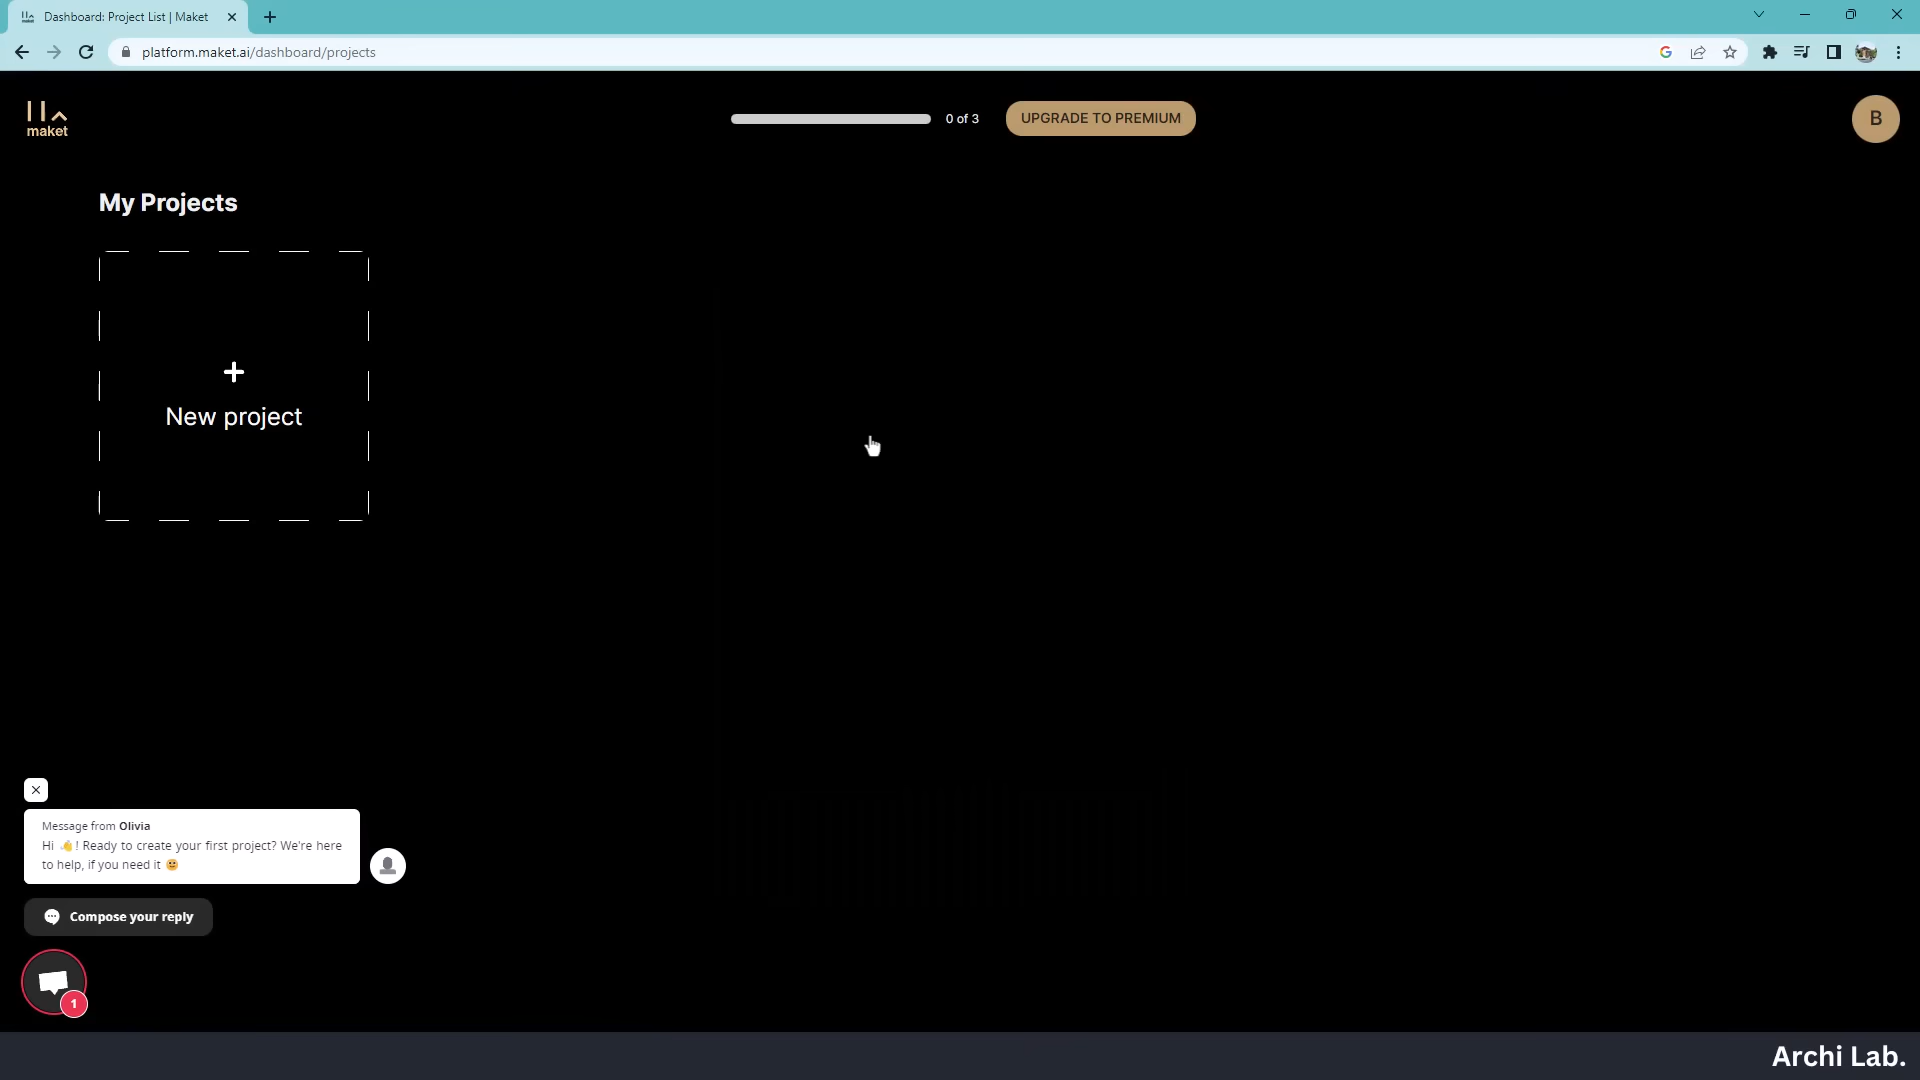 Dashboard: Project List | Maket
platform.maket.ai/dashboard/projects
maket
0 of 3
UPGRADE TO PREMIUM
B
My Projects
+
New project
Message from Olivia
Hi 👋! Ready to create your first project? We're here
to help, if you need it 🙂
Compose your reply
1
Archi Lab.